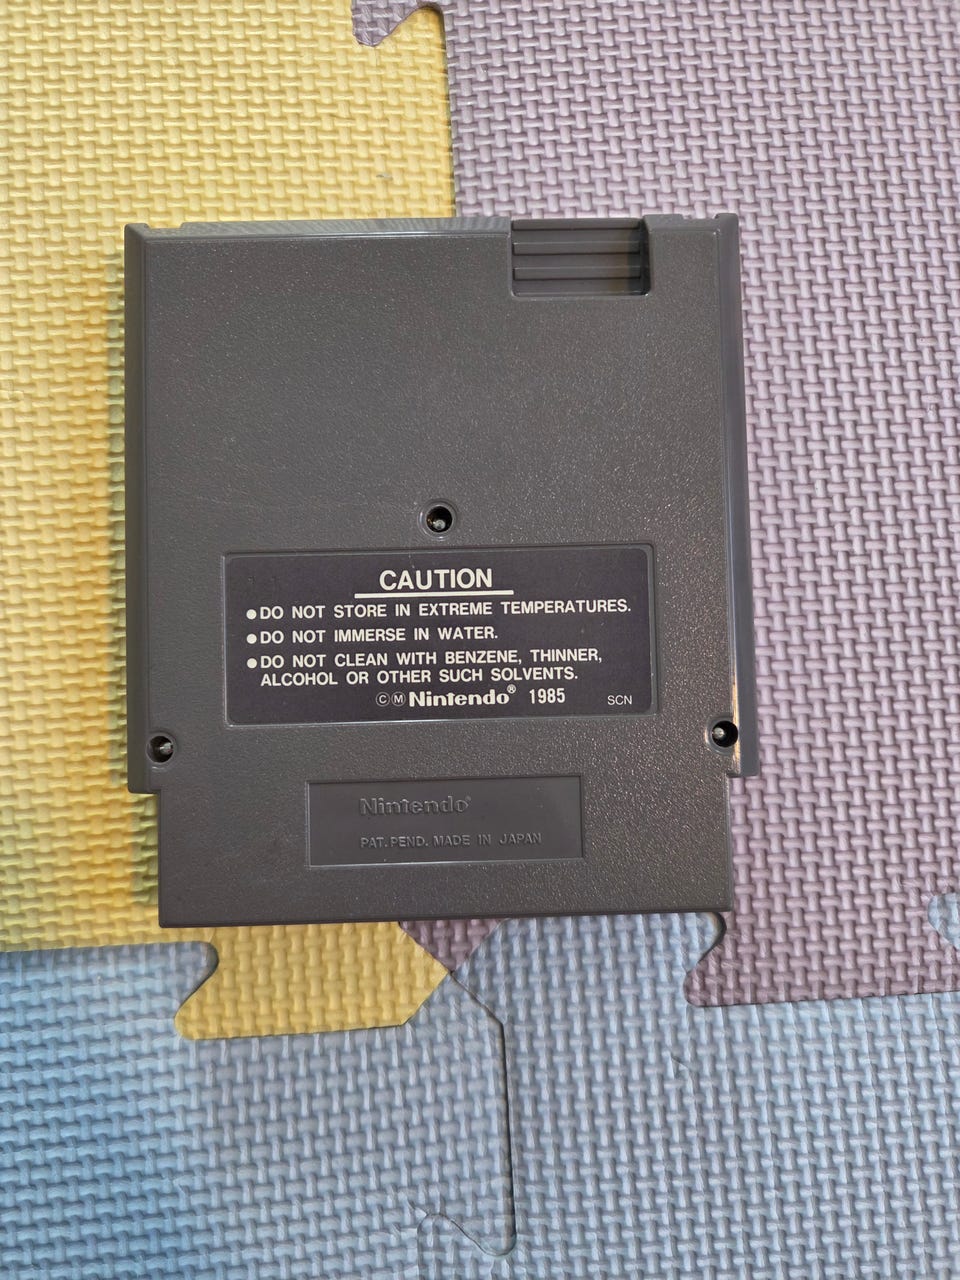 CAUTION
●DO NOT STORE IN EXTREME TEMPERATURES.
●DO NOT IMMERSE IN WATER.
●DO NOT CLEAN WITH BENZENE, THINNER,
ALCOHOL OR OTHER SUCH SOLVENTS.
ⒸⓂNintendo® 1985 SCN
Nintendo®
PAT. PEND. MADE IN JAPAN